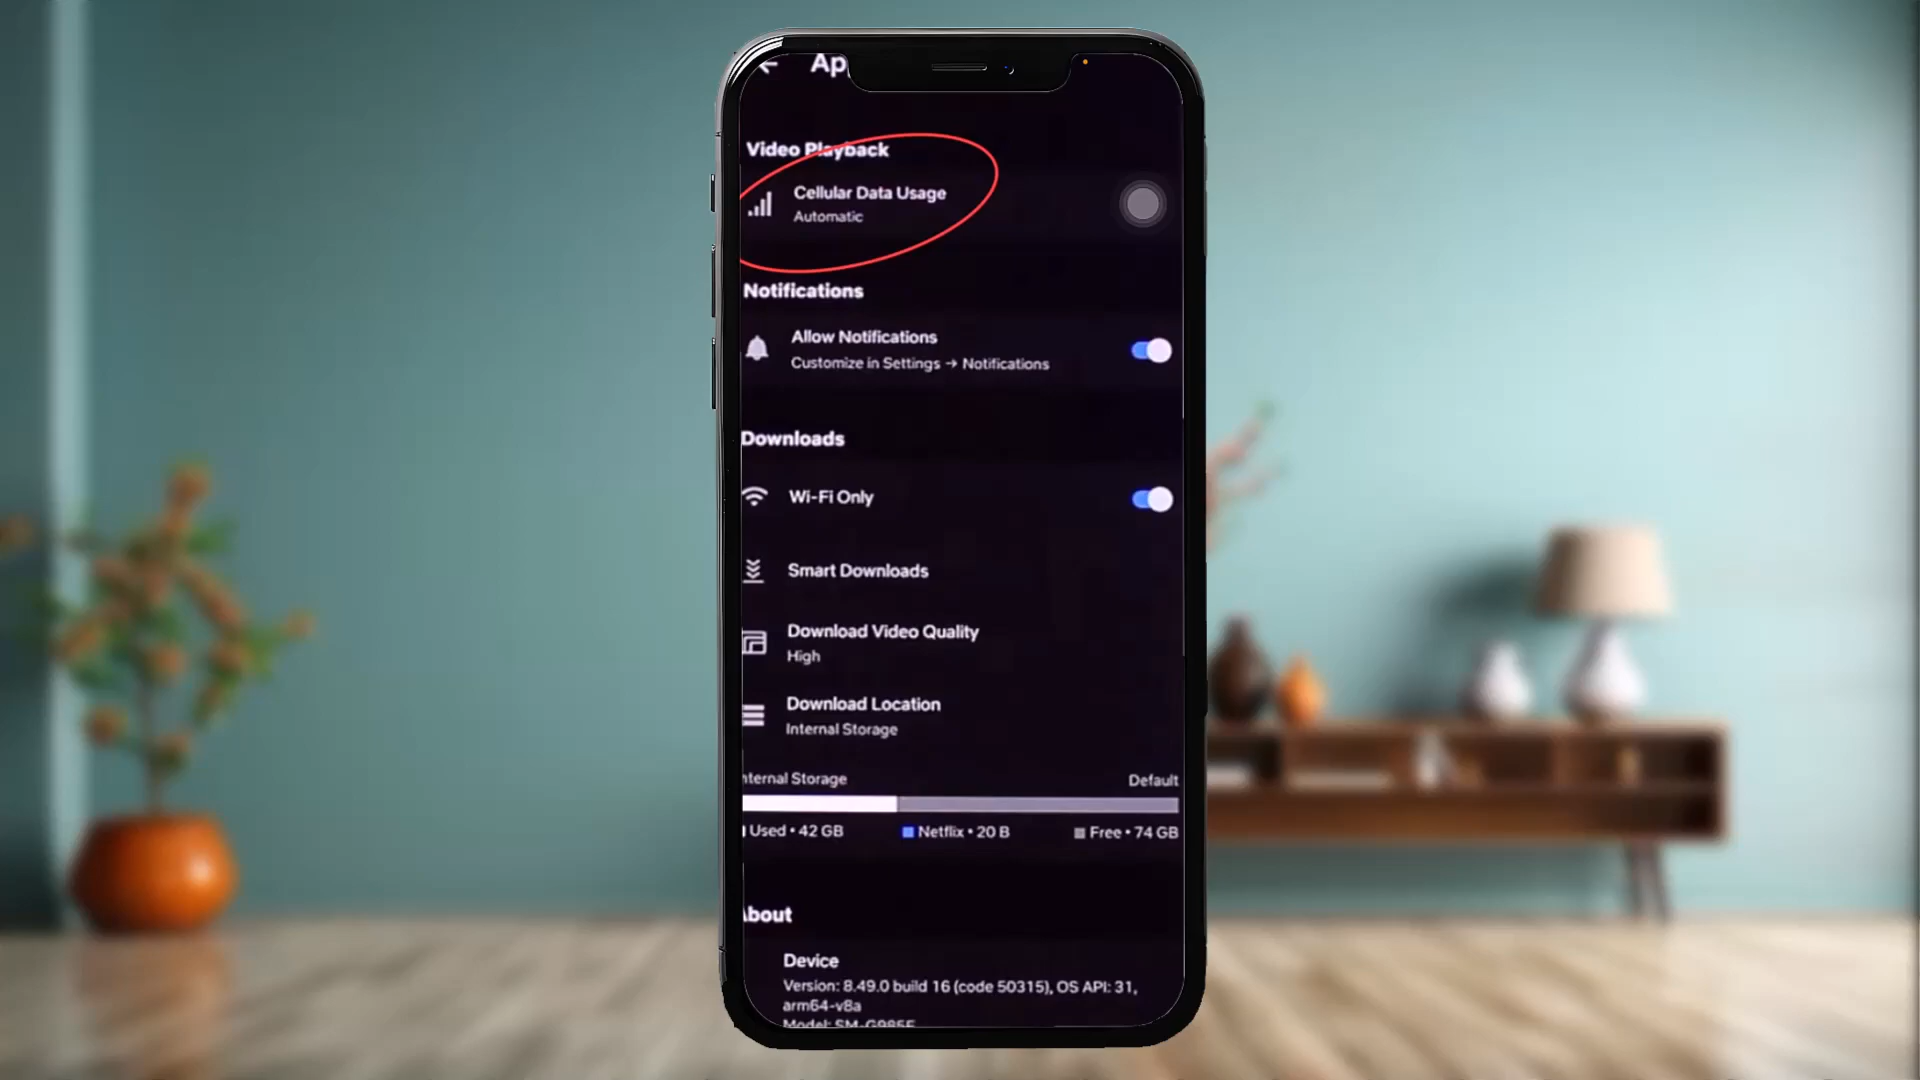 Ap
Video Playback
Cellular Data Usage
Automatic
Notifications
Allow Notifications
Customize in Settings → Notifications
Downloads
Wi-Fi Only
Smart Downloads
Download Video Quality
High
Download Location
Internal Storage
nternal Storage Default
Used • 42 GB Netflix • 20 B Free • 74 GB
About
Device
Version: 8.49.0 build 16 (code 50315), OS API: 31,
arm64-v8a
Model: SM-G985F